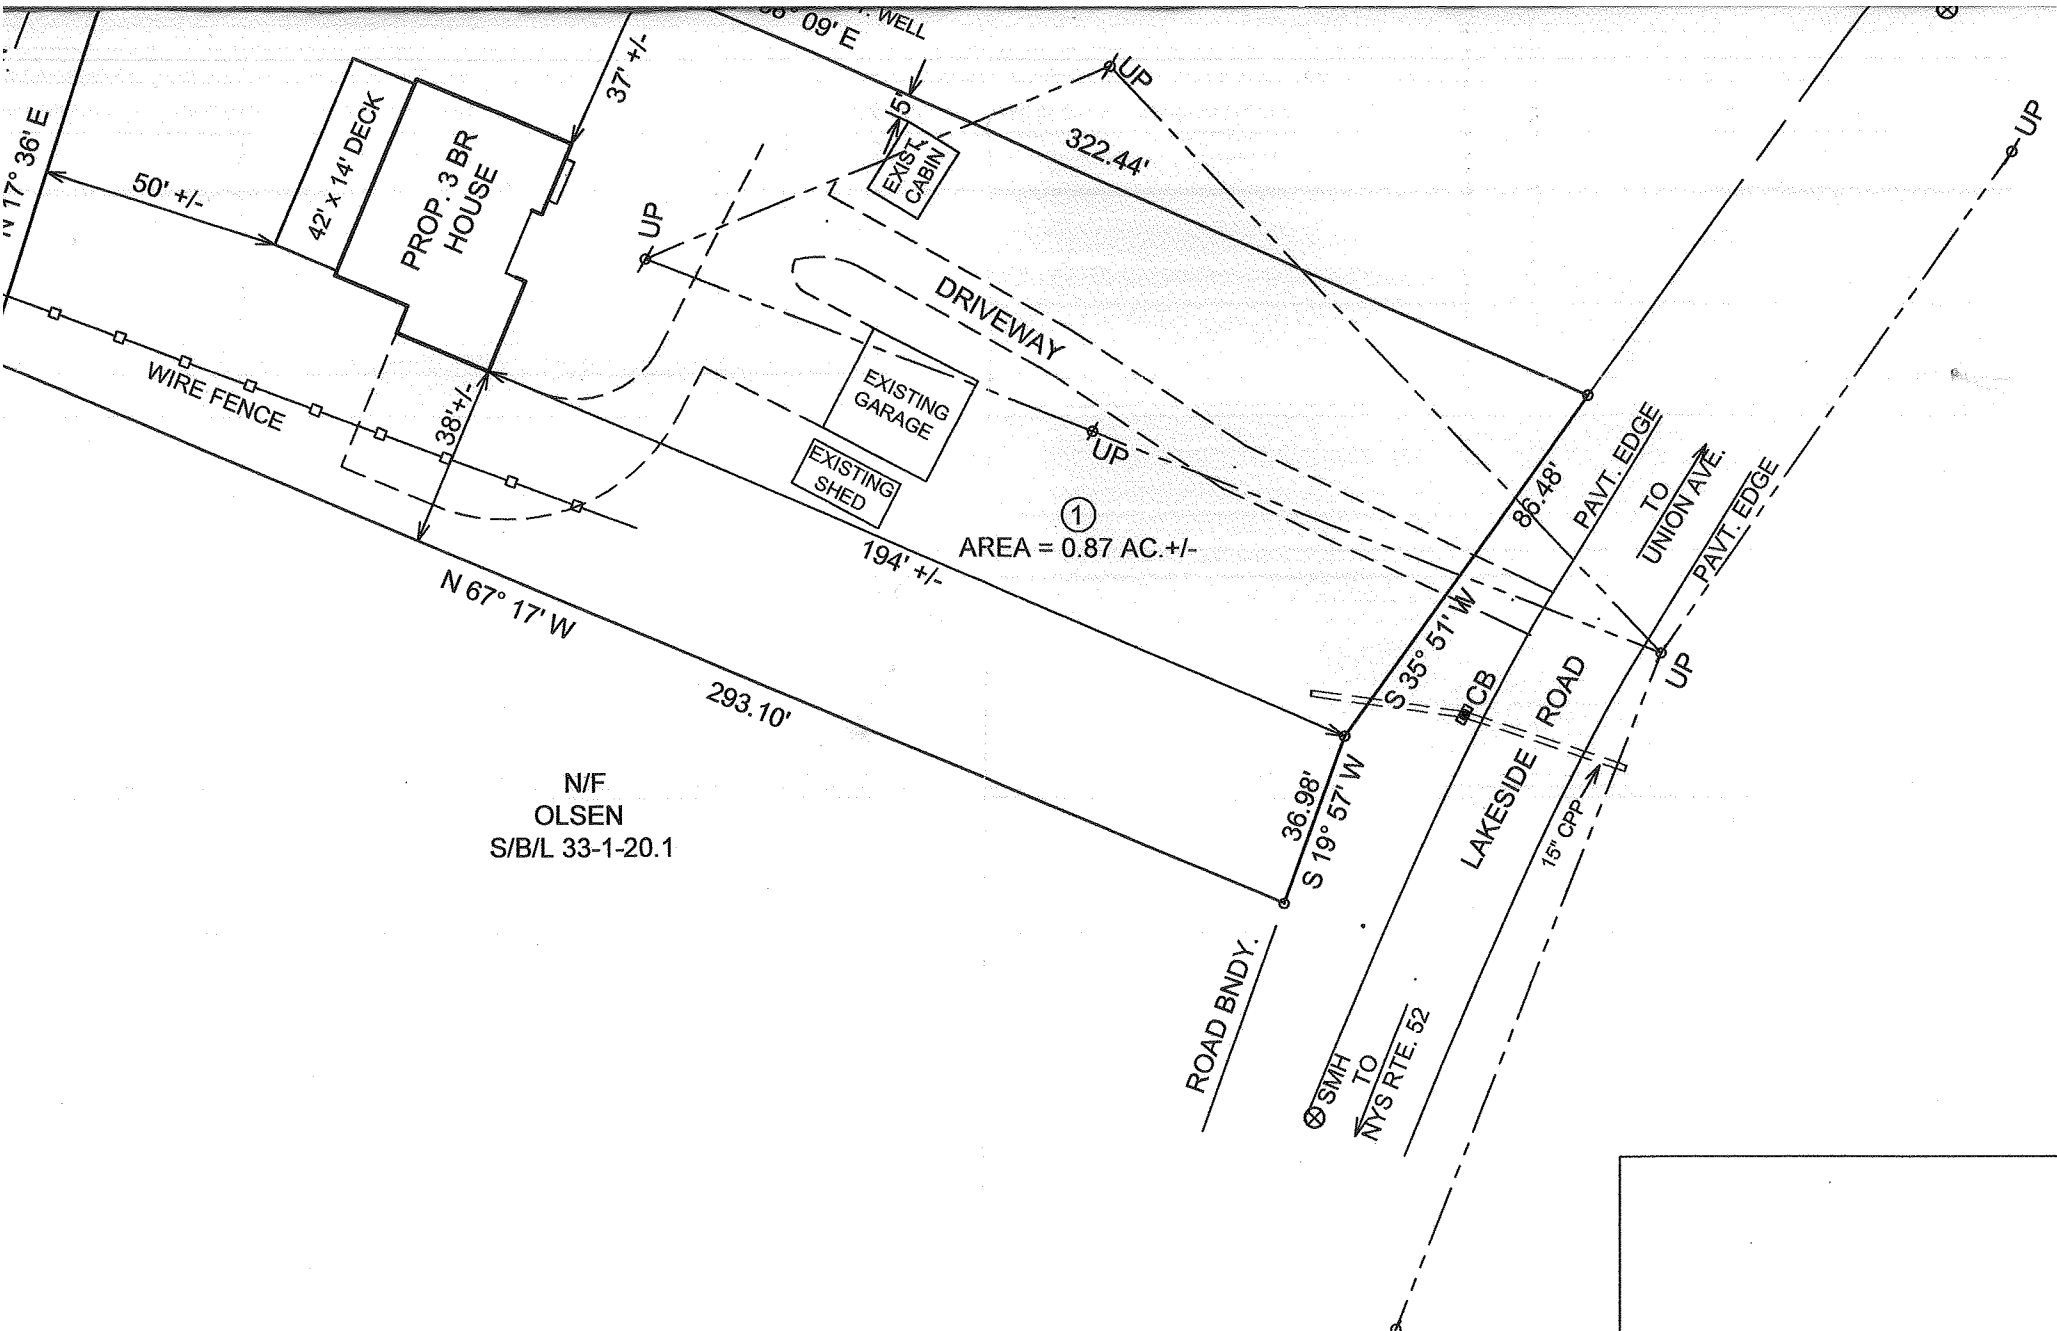 T. WELL
09' E
37' +/-
UP
UP
N 17° 36' E
50' +/-
42' x 14' DECK
PROP. 3 BR
HOUSE
UP
15'
EXIST.
CABIN
322.44'
DRIVEWAY
WIRE FENCE
38'+/-
EXISTING
GARAGE
EXISTING
SHED
UP
1
AREA = 0.87 AC.+/-
194' +/-
86.48'
S 35° 51' W
PAVT. EDGE
TO
UNION AVE.
PAVT. EDGE
N 67° 17' W
293.10'
CB
UP
LAKESIDE ROAD
36.98'
S 19° 57' W
15" CPP
N/F
OLSEN
S/B/L 33-1-20.1
ROAD BNDY.
SMH
TO
NYS RTE. 52